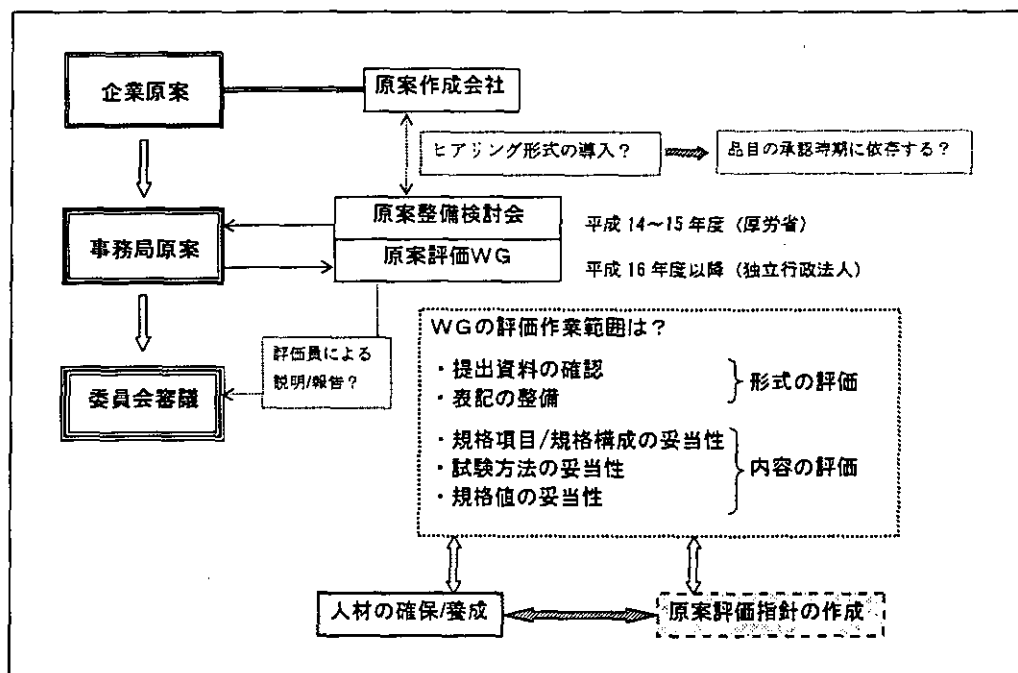 企業原案
原案作成会社
ヒアリング形式の導入？
品目の承認時期に依存する？
原案整備検討会
平成 14～15 年度（厚労省）
事務局原案
原案評価WG
平成 16 年度以降（独立行政法人）
WGの評価作業範囲は？
評価員による
説明/報告？
・提出資料の確認
・表記の整備
形式の評価
委員会審議
・規格項目/規格構成の妥当性
・試験方法の妥当性
・規格値の妥当性
内容の評価
人材の確保/養成
原案評価指針の作成